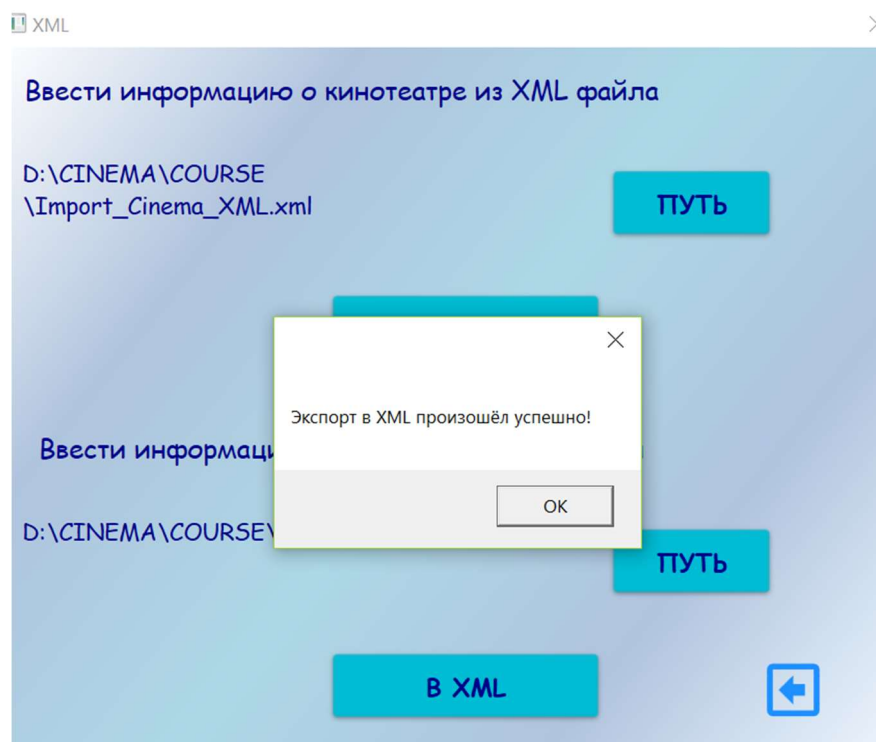 XML
Ввести информацию о кинотеатре из XML файла
D:\CINEMA\COURSE
\Import_Cinema_XML.xml
ПУТЬ
Экспорт в XML произошёл успешно!
OK
Ввести
D:\CINEMA\COURSE\
ПУТЬ
В XML